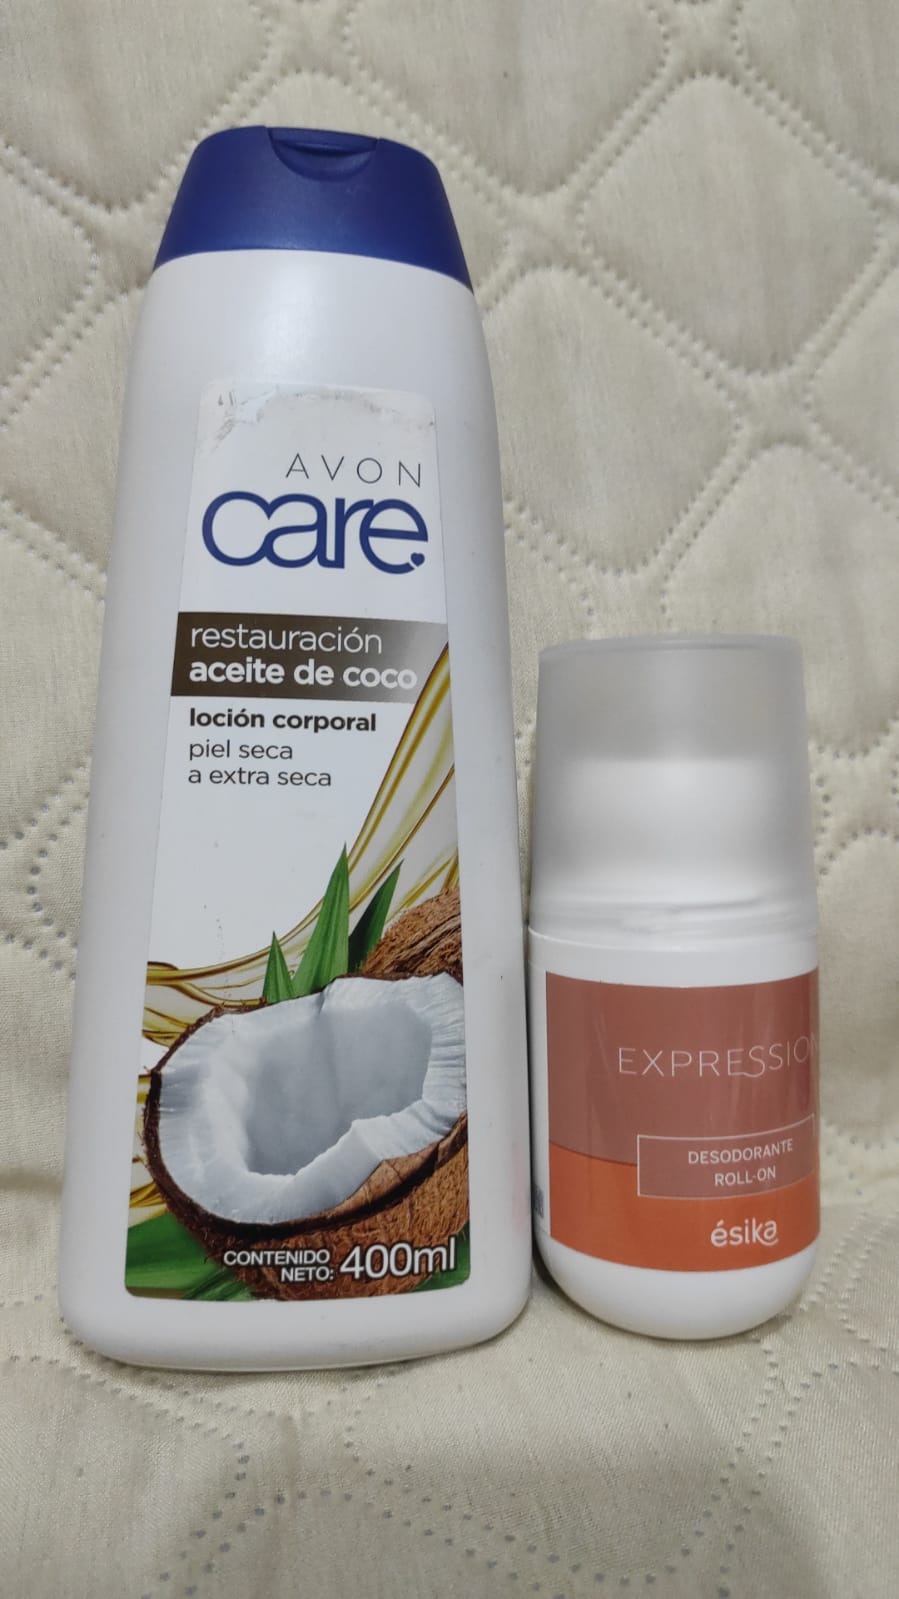 AVON
care
restauración
aceite de coco
loción corporal
piel seca
a extra seca
CONTENIDO
NETO: 400ml
EXPRESSION
DESODORANTE
ROLL-ON
ésika